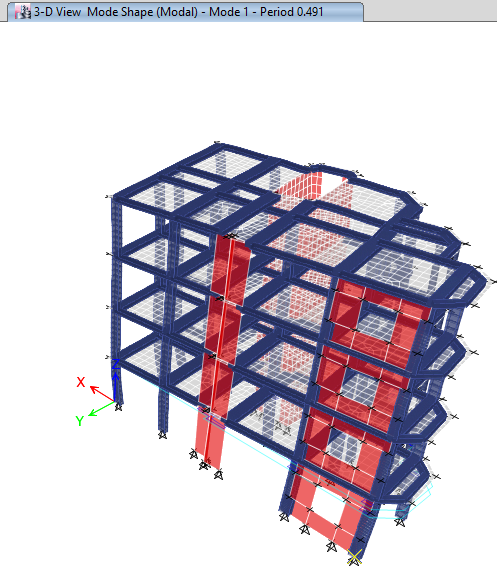 3-D View Mode Shape (Modal) - Mode 1 - Period 0.491
Z
X
Y